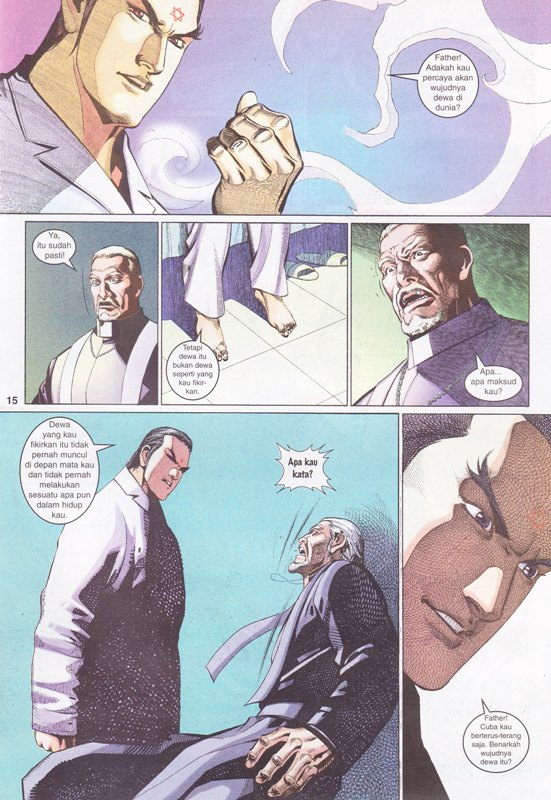 Father!
Adakah kau
percaya akan
wujudnya
dewa di
dunia?
Ya,
itu sudah
pasti!
Tetapi
dewa itu
bukan dewa
seperti yang
kau fikir-
kan.
Apa...
apa maksud
kau?
15
Dewa
yang kau
fikirkan itu tidak
pernah muncul
di depan mata kau
dan tidak pernah
melakukan
sesuatu apa pun
dalam hidup
kau.
Apa kau
kata?
Father!
Cuba kau
berterus-terang
saja. Benarkah
wujudnya
dewa itu?